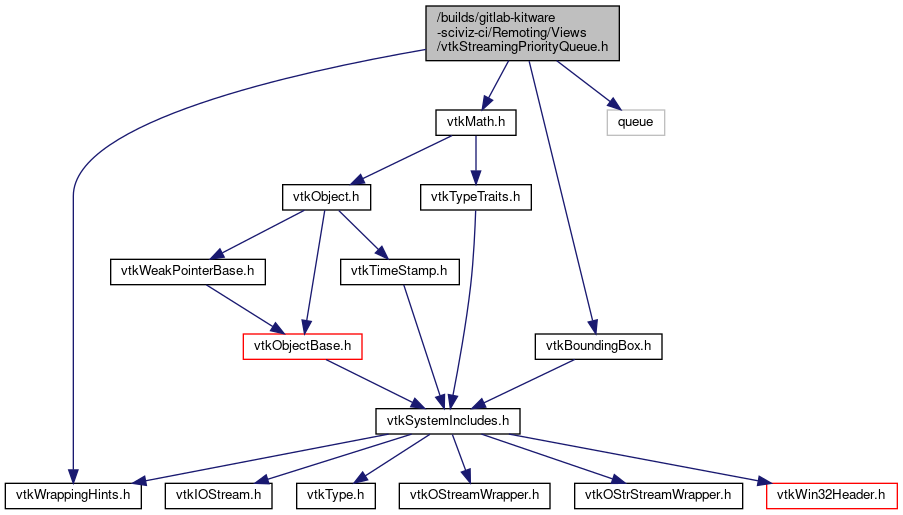 /builds/gitlab-kitware
-sciviz-ci/Remoting/Views
/vtkStreamingPriorityQueue.h
vtkMath.h
queue
vtkObject.h
vtkTypeTraits.h
vtkWeakPointerBase.h
vtkTimeStamp.h
vtkObjectBase.h
vtkBoundingBox.h
vtkSystemIncludes.h
vtkWrappingHints.h
vtkIOStream.h
vtkType.h
vtkOStreamWrapper.h
vtkOStrStreamWrapper.h
vtkWin32Header.h